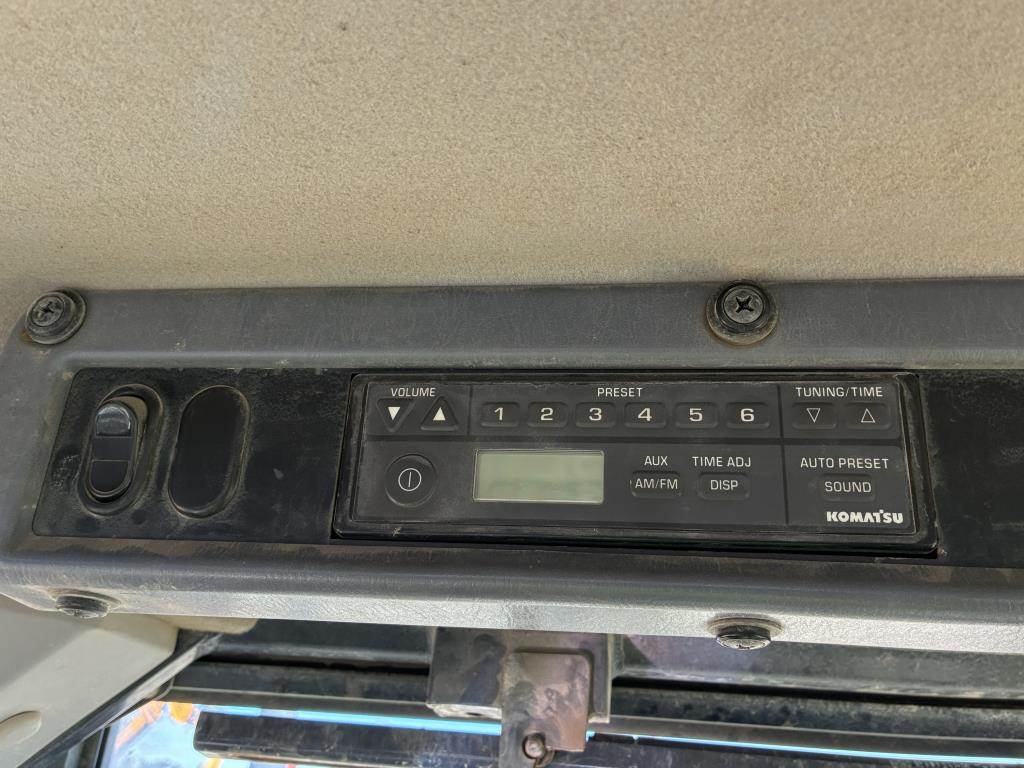 VOLUME PRESET TUNING/TIME
1 2 3 4 5 6
AUX TIME ADJ AUTO PRESET
AM/FM DISP SOUND
KOMATSU